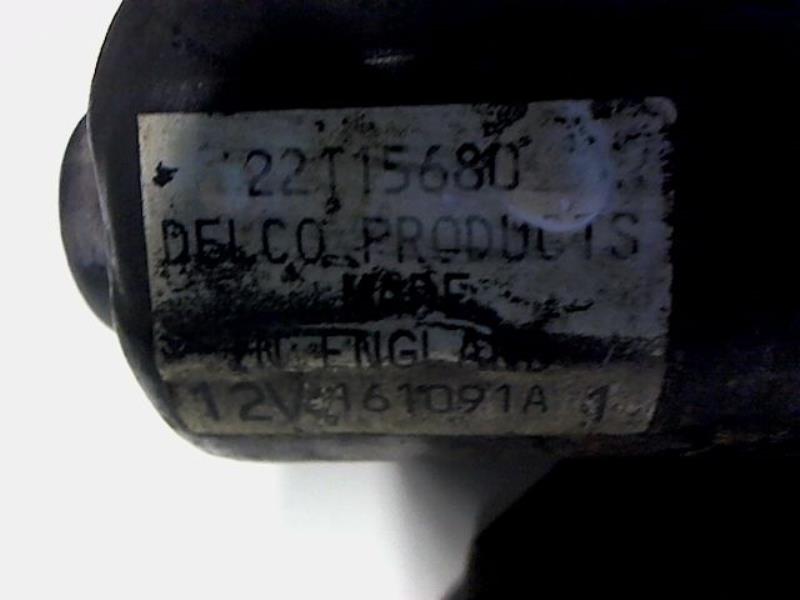 22T15680
DELCO PRODUCTS
MADE
IN ENGLAND
12V 161091A 1